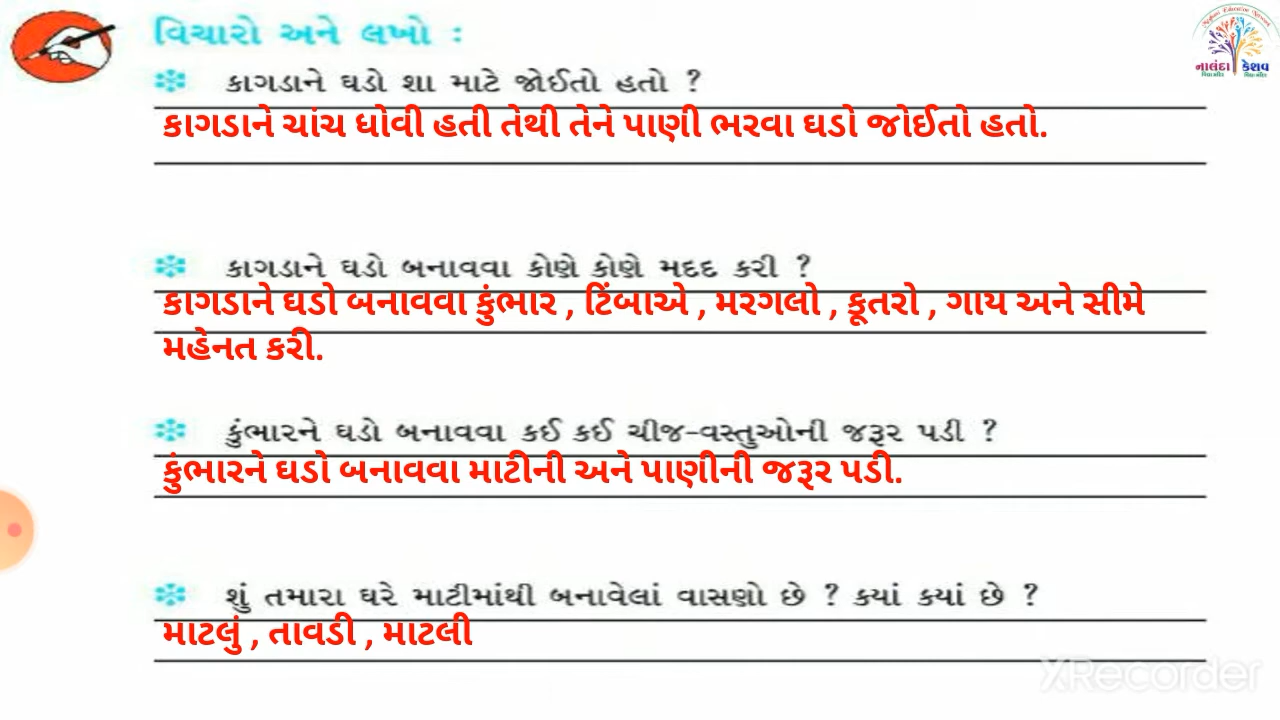 વિચારો અને લખો :
નાલંદા કેશવ
કાગડાને ઘડો શા માટે જોઈતો હતો ?
કાગડાને ચાંચ ધોવી હતી તેથી તેને પાણી ભરવા ઘડો જોઈતો હતો.
કાગડાને ઘડો બનાવવા કોણે કોણે મદદ કરી ?
કાગડાને ઘડો બનાવવા કુંભાર , ટિંબાએ , મરગલો , કૂતરો , ગાય અને સીમે
મહેનત કરી.
કુંભારને ઘડો બનાવવા કઈ કઈ ચીજ-વસ્તુઓની જરૂર પડી ?
કુંભારને ઘડો બનાવવા માટીની અને પાણીની જરૂર પડી.
શું તમારા ઘરે માટીમાંથી બનાવેલાં વાસણો છે ? કયાં કયાં છે ?
માટલું , તાવડી , માટલી
XRecorder